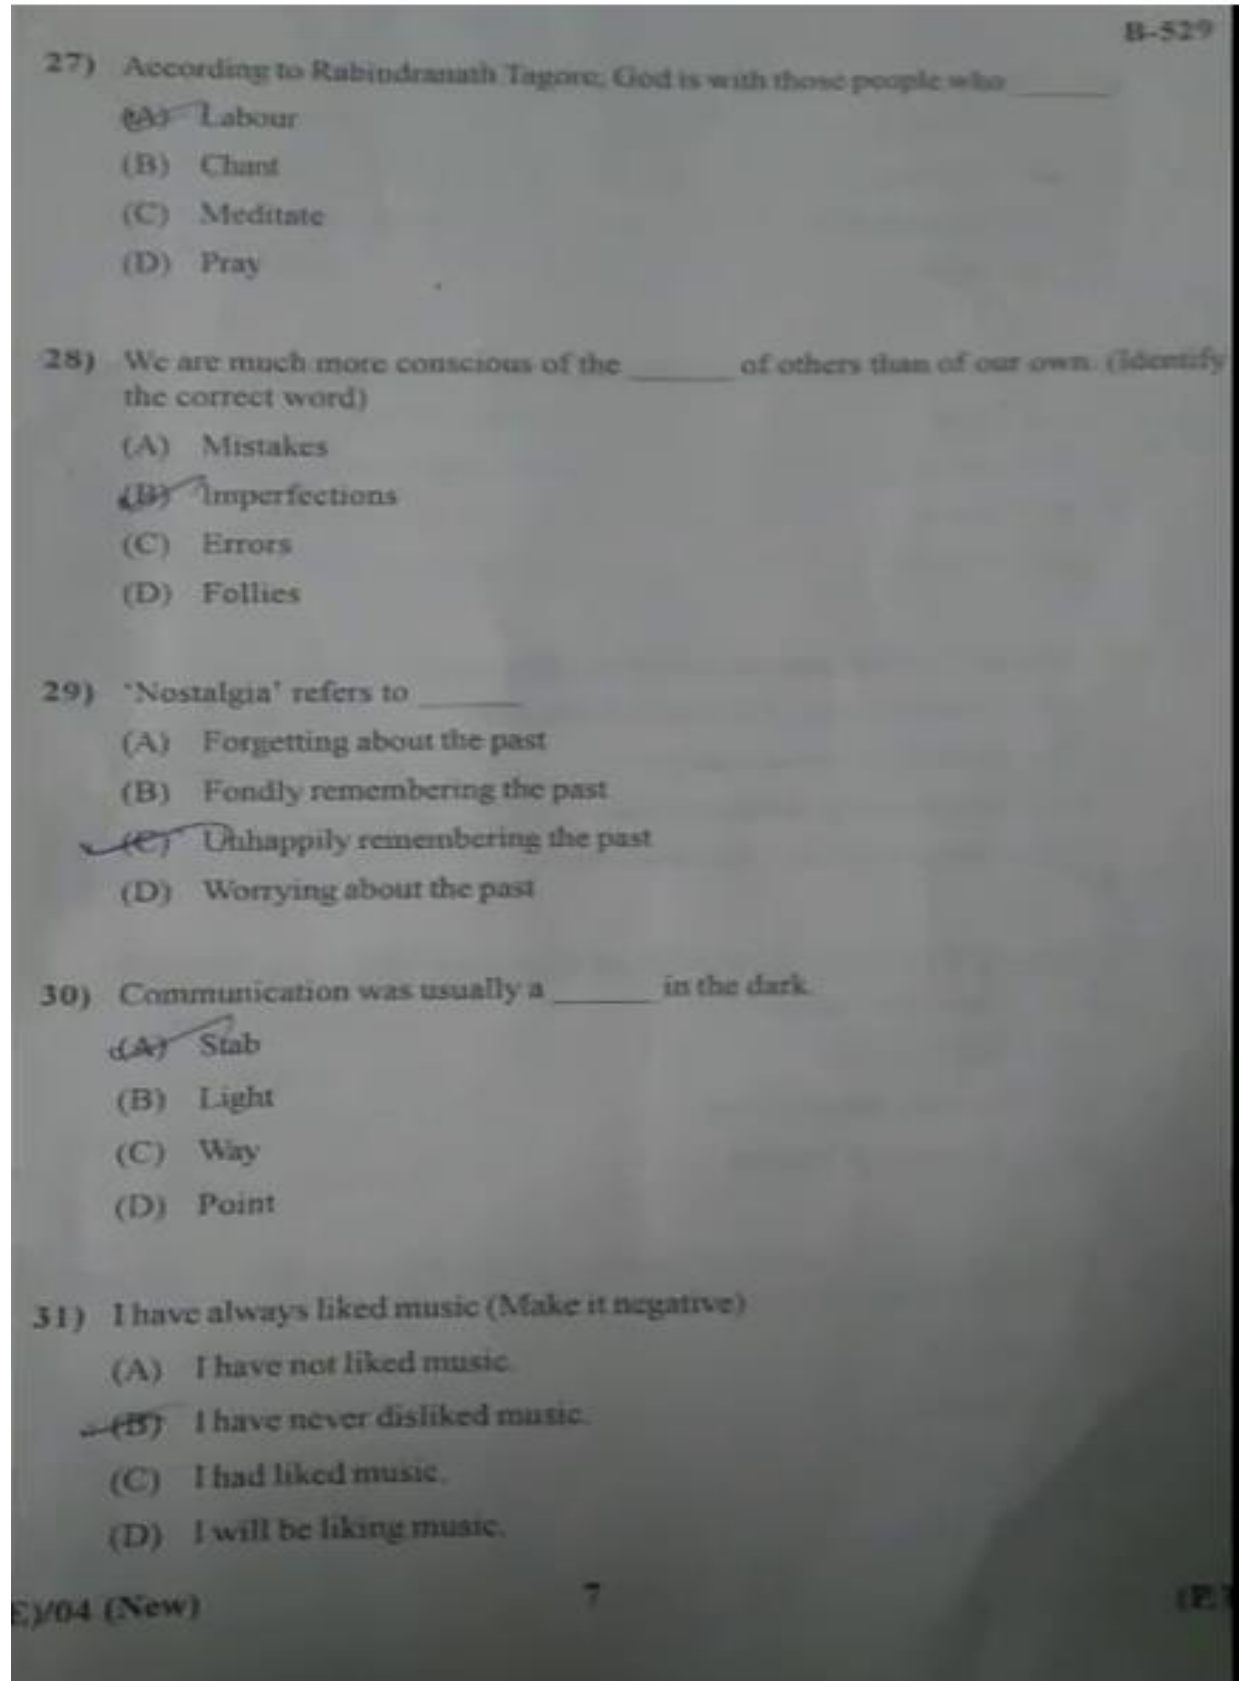 B-529
27) According to Rabindranath Tagore, God is with those people who ______
(A) Labour
(B) Chant
(C) Meditate
(D) Pray
28) We are much more conscious of the ______ of others than of our own. (Identify
the correct word)
(A) Mistakes
(B) Imperfections
(C) Errors
(D) Follies
29) 'Nostalgia' refers to ______
(A) Forgetting about the past
(B) Fondly remembering the past
(C) Unhappily remembering the past
(D) Worrying about the past
30) Communication was usually a ______ in the dark.
(A) Stab
(B) Light
(C) Way
(D) Point
31) I have always liked music (Make it negative)
(A) I have not liked music.
(B) I have never disliked music.
(C) I had liked music.
(D) I will be liking music.
E)/04 (New) 7 (E)